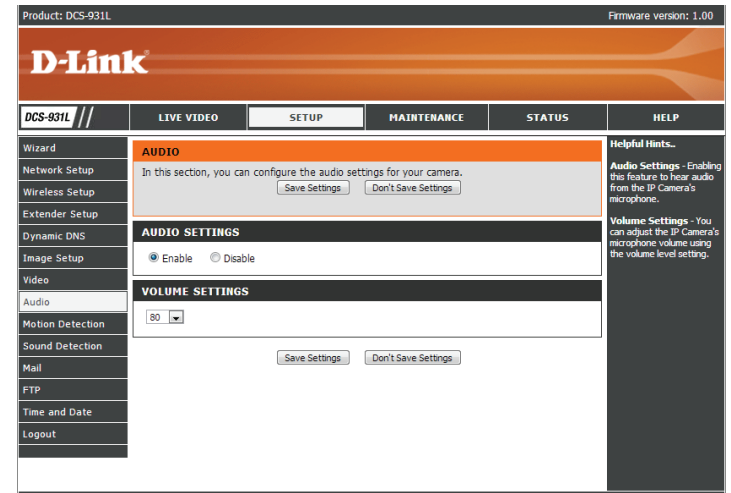 Product: DCS-931L
Firmware version: 1.00
D-Link
DCS-931L //
LIVE VIDEO
SETUP
MAINTENANCE
STATUS
HELP
Wizard
Network Setup
Wireless Setup
Extender Setup
Dynamic DNS
Image Setup
Video
Audio
Motion Detection
Sound Detection
Mail
FTP
Time and Date
Logout
AUDIO
In this section, you can configure the audio settings for your camera.
Save Settings
Don't Save Settings
AUDIO SETTINGS
Enable
Disable
VOLUME SETTINGS
80
Save Settings
Don't Save Settings
Helpful Hints..
Audio Settings - Enabling
this feature to hear audio
from the IP Camera's
microphone.
Volume Settings - You
can adjust the IP Camera's
microphone volume using
the volume level setting.